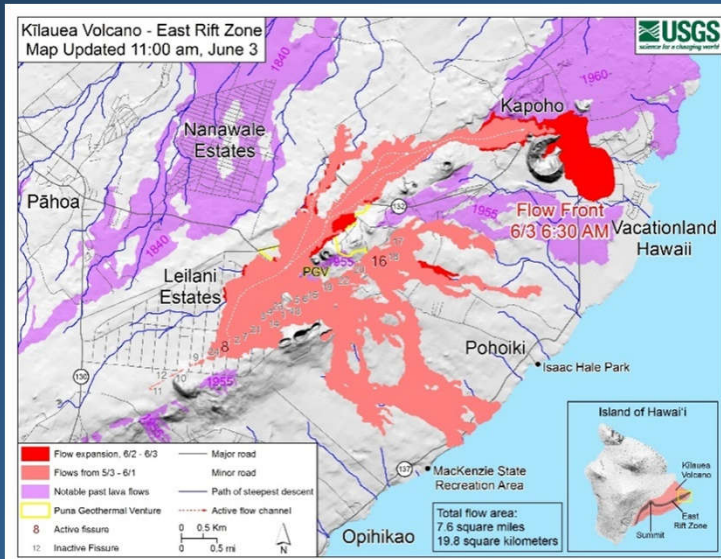 Kīlauea Volcano - East Rift Zone
Map Updated 11:00 am, June 3
USGS
science for a changing world
1840
1960
Kapoho
Nanawale
Estates
Pāhoa
132
1955
Flow Front
6/3 6:30 AM
Vacationland
Hawaii
1840
Leilani
Estates
PGV
1955
16
8
9
12
11
10
1955
130
Pohoiki
Isaac Hale Park
137
MacKenzie State
Recreation Area
Opihikao
Flow expansion, 6/2 - 6/3
Flows from 5/3 - 6/1
Notable past lava flows
Puna Geothermal Venture
8 Active fissure
12 Inactive Fissure
Major road
Minor road
Path of steepest descent
Active flow channel
0 0.5 Km
0 0.5 mi
N
Total flow area:
7.6 square miles
19.8 square kilometers
Island of Hawai'i
Kīlauea
Volcano
Summit
East
Rift Zone